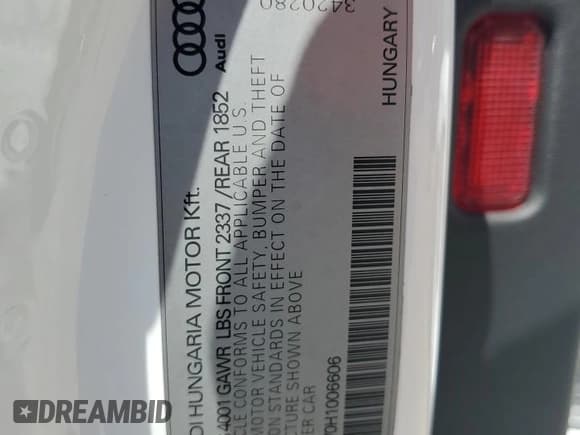 DI HUNGARIA MOTOR Kft.
4001 GAWR LBS FRONT 2337 / REAR 1852
CLE CONFORMS TO ALL APPLICABLE U.S.
MOTOR VEHICLE SAFETY, BUMPER AND THEFT
ON STANDARDS IN EFFECT ON THE DATE OF
CTURE SHOWN ABOVE
ER CAR
0H1006606
HUNGARY
Audi
3420280
ostermiller.bid